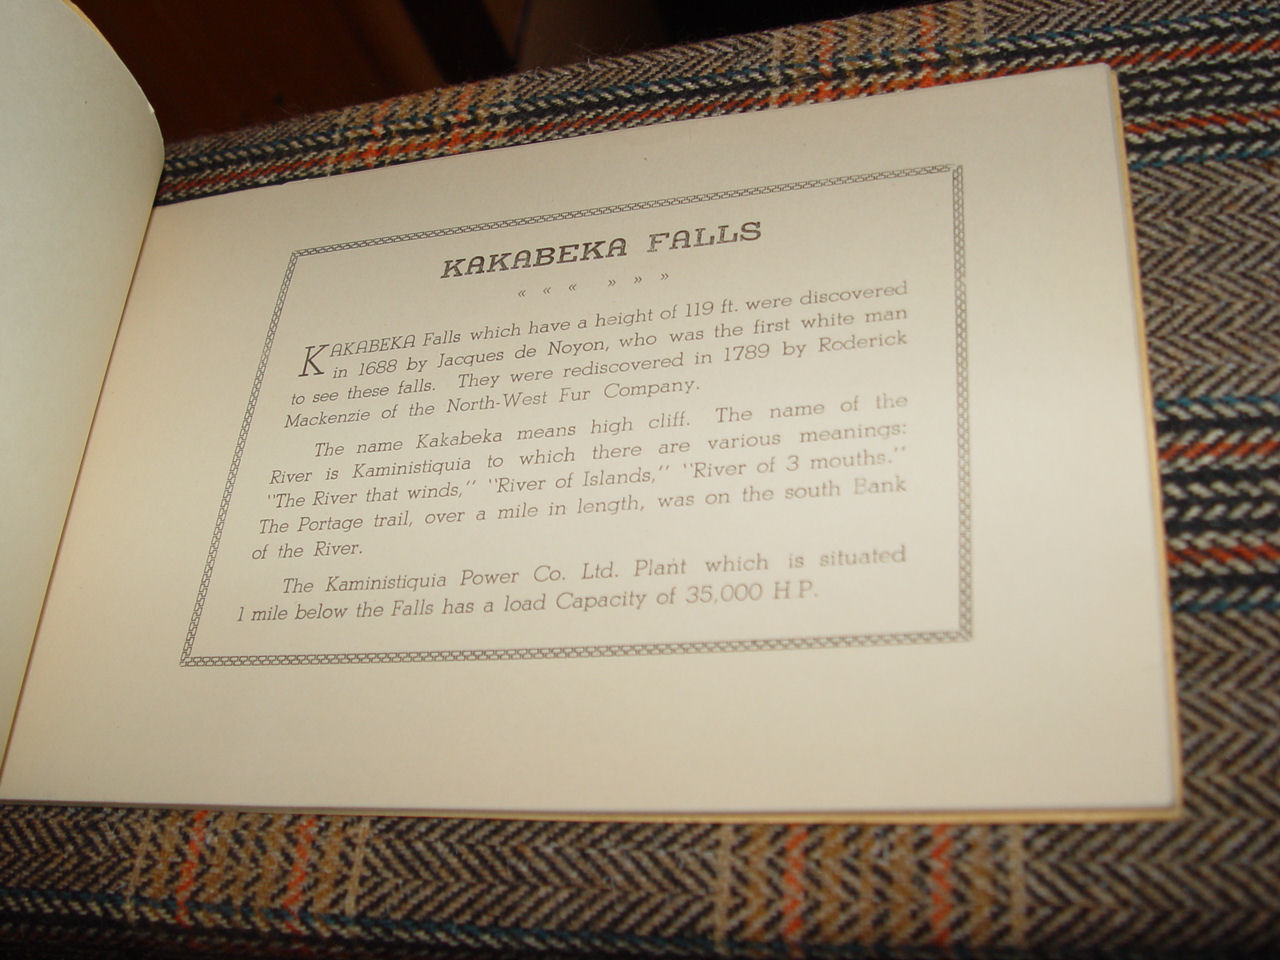 KAKABEKA FALLS
« « « » » »
KAKABEKA Falls which have a height of 119 ft. were discovered
in 1688 by Jacques de Noyon, who was the first white man
to see these falls. They were rediscovered in 1789 by Roderick
Mackenzie of the North-West Fur Company.
The name Kakabeka means high cliff. The name of the
River is Kaministiquia to which there are various meanings:
"The River that winds," "River of Islands," "River of 3 mouths."
The Portage trail, over a mile in length, was on the south Bank
of the River.
The Kaministiquia Power Co. Ltd. Plant which is situated
1 mile below the Falls has a load Capacity of 35,000 H P.